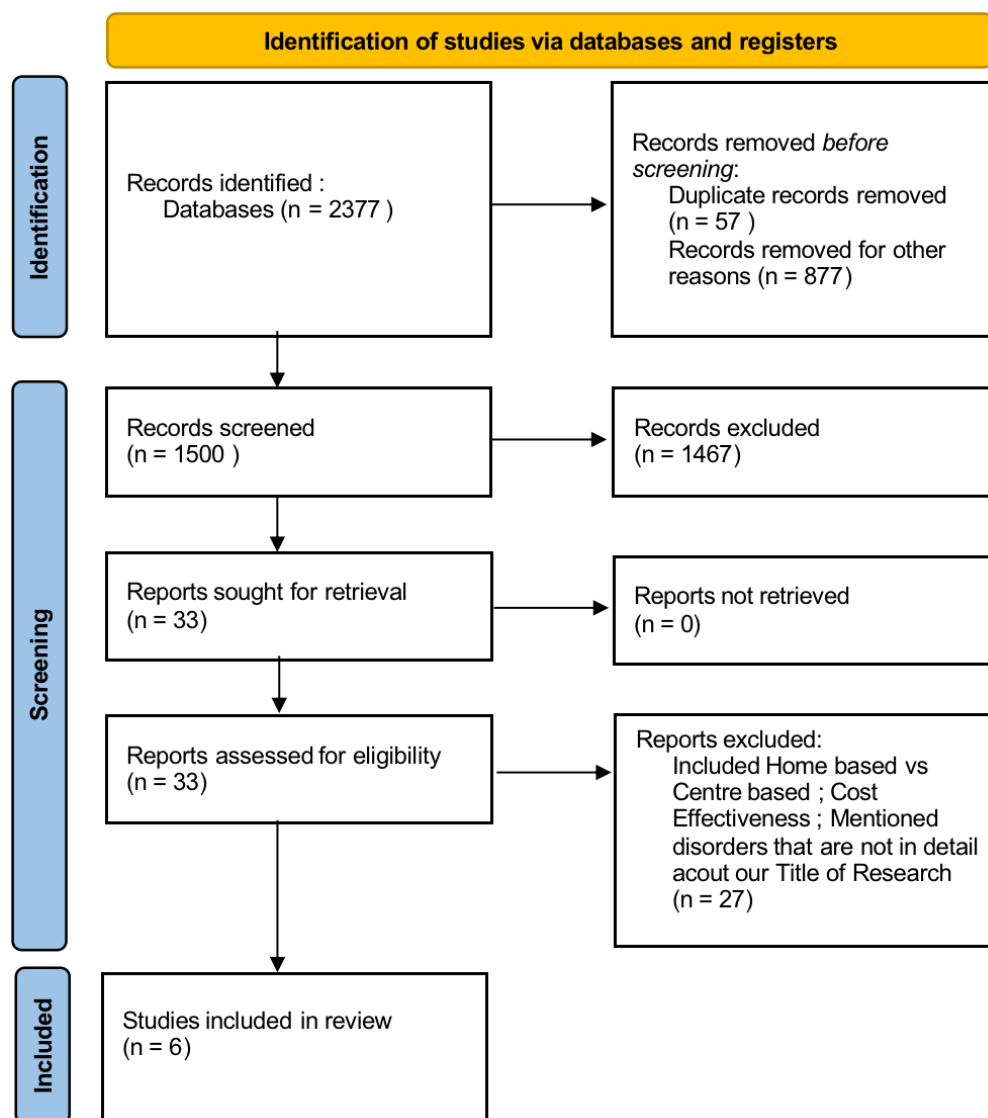 Identification of studies via databases and registers
Identification
Records identified :
Databases (n = 2377 )
Records removed before
screening:
Duplicate records removed
(n = 57 )
Records removed for other
reasons (n = 877)
Screening
Records screened
(n = 1500 )
Records excluded
(n = 1467)
Reports sought for retrieval
(n = 33)
Reports not retrieved
(n = 0)
Reports assessed for eligibility
(n = 33)
Reports excluded:
Included Home based vs
Centre based ; Cost
Effectiveness ; Mentioned
disorders that are not in detail
acout our Title of Research
(n = 27)
Included
Studies included in review
(n = 6)